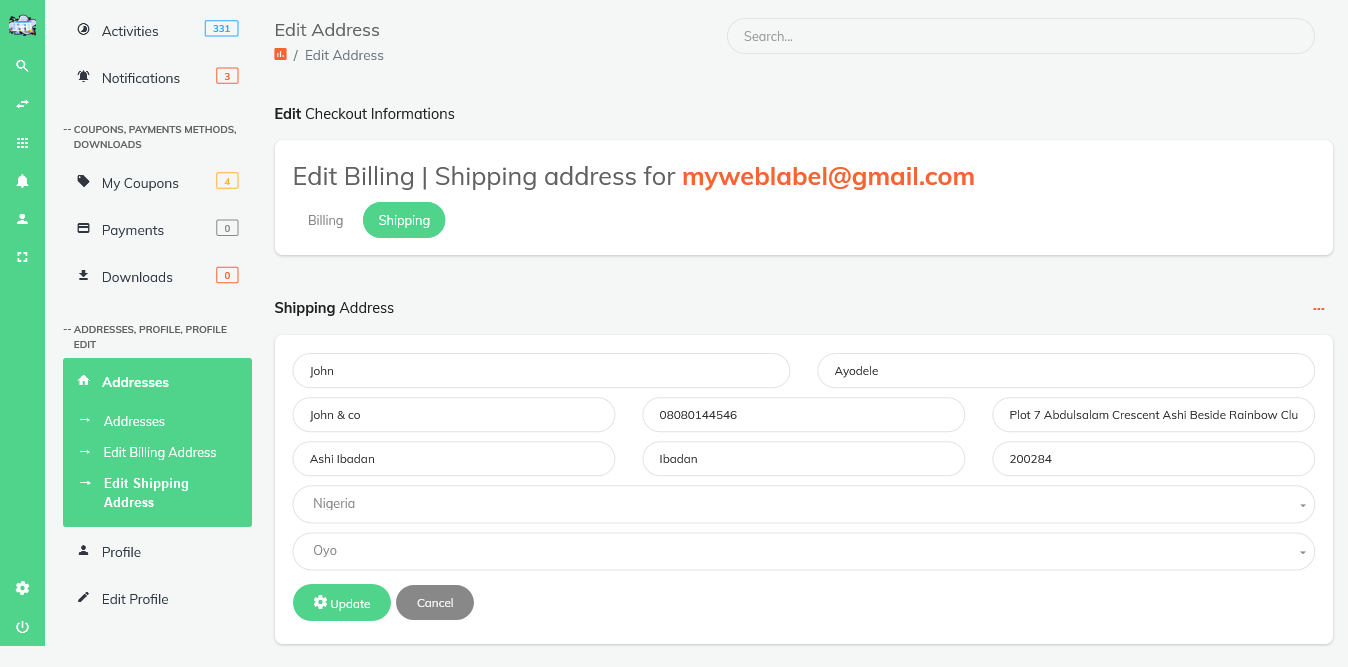 Activities 331
Notifications 3
-- COUPONS, PAYMENTS METHODS,
DOWNLOADS
My Coupons 4
Payments 0
Downloads 0
-- ADDRESSES, PROFILE, PROFILE
EDIT
Addresses
Addresses
Edit Billing Address
Edit Shipping
Address
Profile
Edit Profile
Edit Address
/ Edit Address
Search...
Edit Checkout Informations
Edit Billing | Shipping address for myweblabel@gmail.com
Billing Shipping
Shipping Address
John Ayodele
John & co 08080144546 Plot 7 Abdulsalam Crescent Ashi Beside Rainbow Clu
Ashi Ibadan Ibadan 200284
Nigeria
Oyo
Update Cancel